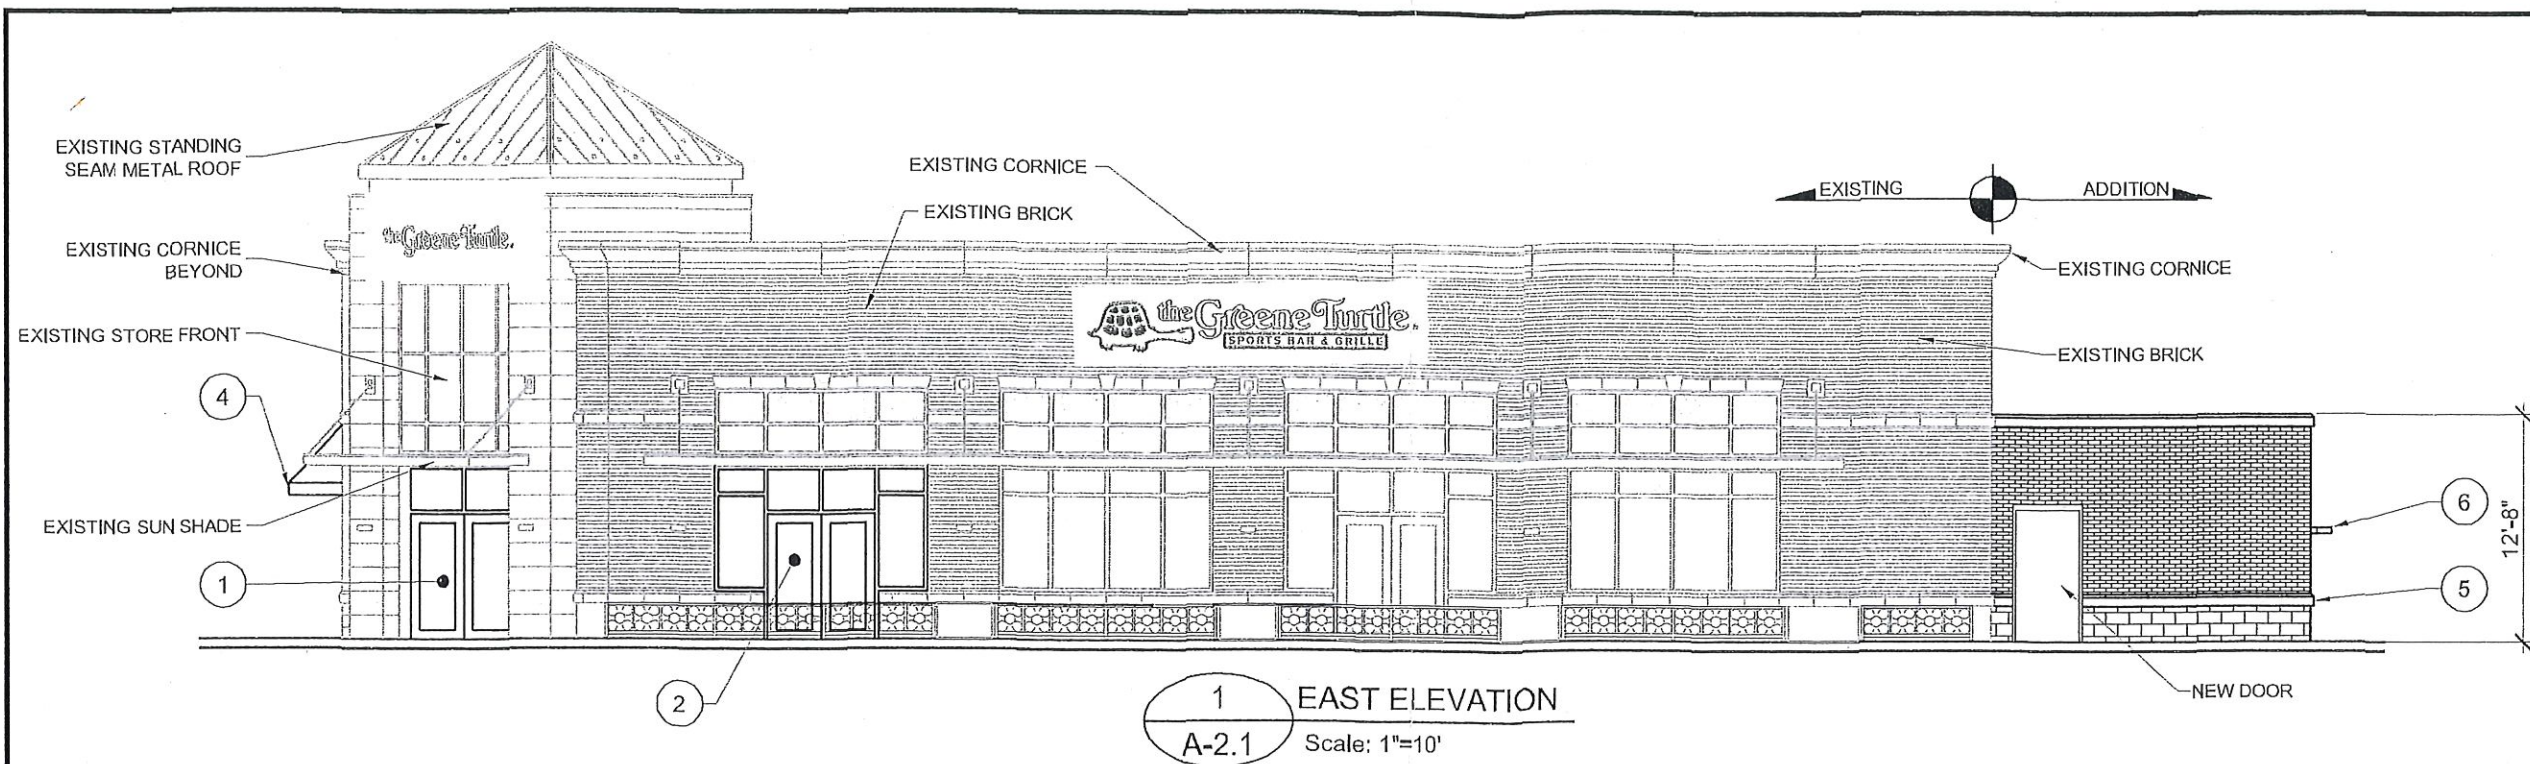 EXISTING STANDING
SEAM METAL ROOF
EXISTING CORNICE
EXISTING BRICK
EXISTING
ADDITION
the Greene Turtle.
EXISTING CORNICE
BEYOND
EXISTING CORNICE
the Greene Turtle
SPORTS BAR & GRILLE
EXISTING STORE FRONT
EXISTING BRICK
4
EXISTING SUN SHADE
6
12'-8"
1
5
2
NEW DOOR
1
EAST ELEVATION
A-2.1
Scale: 1"=10'